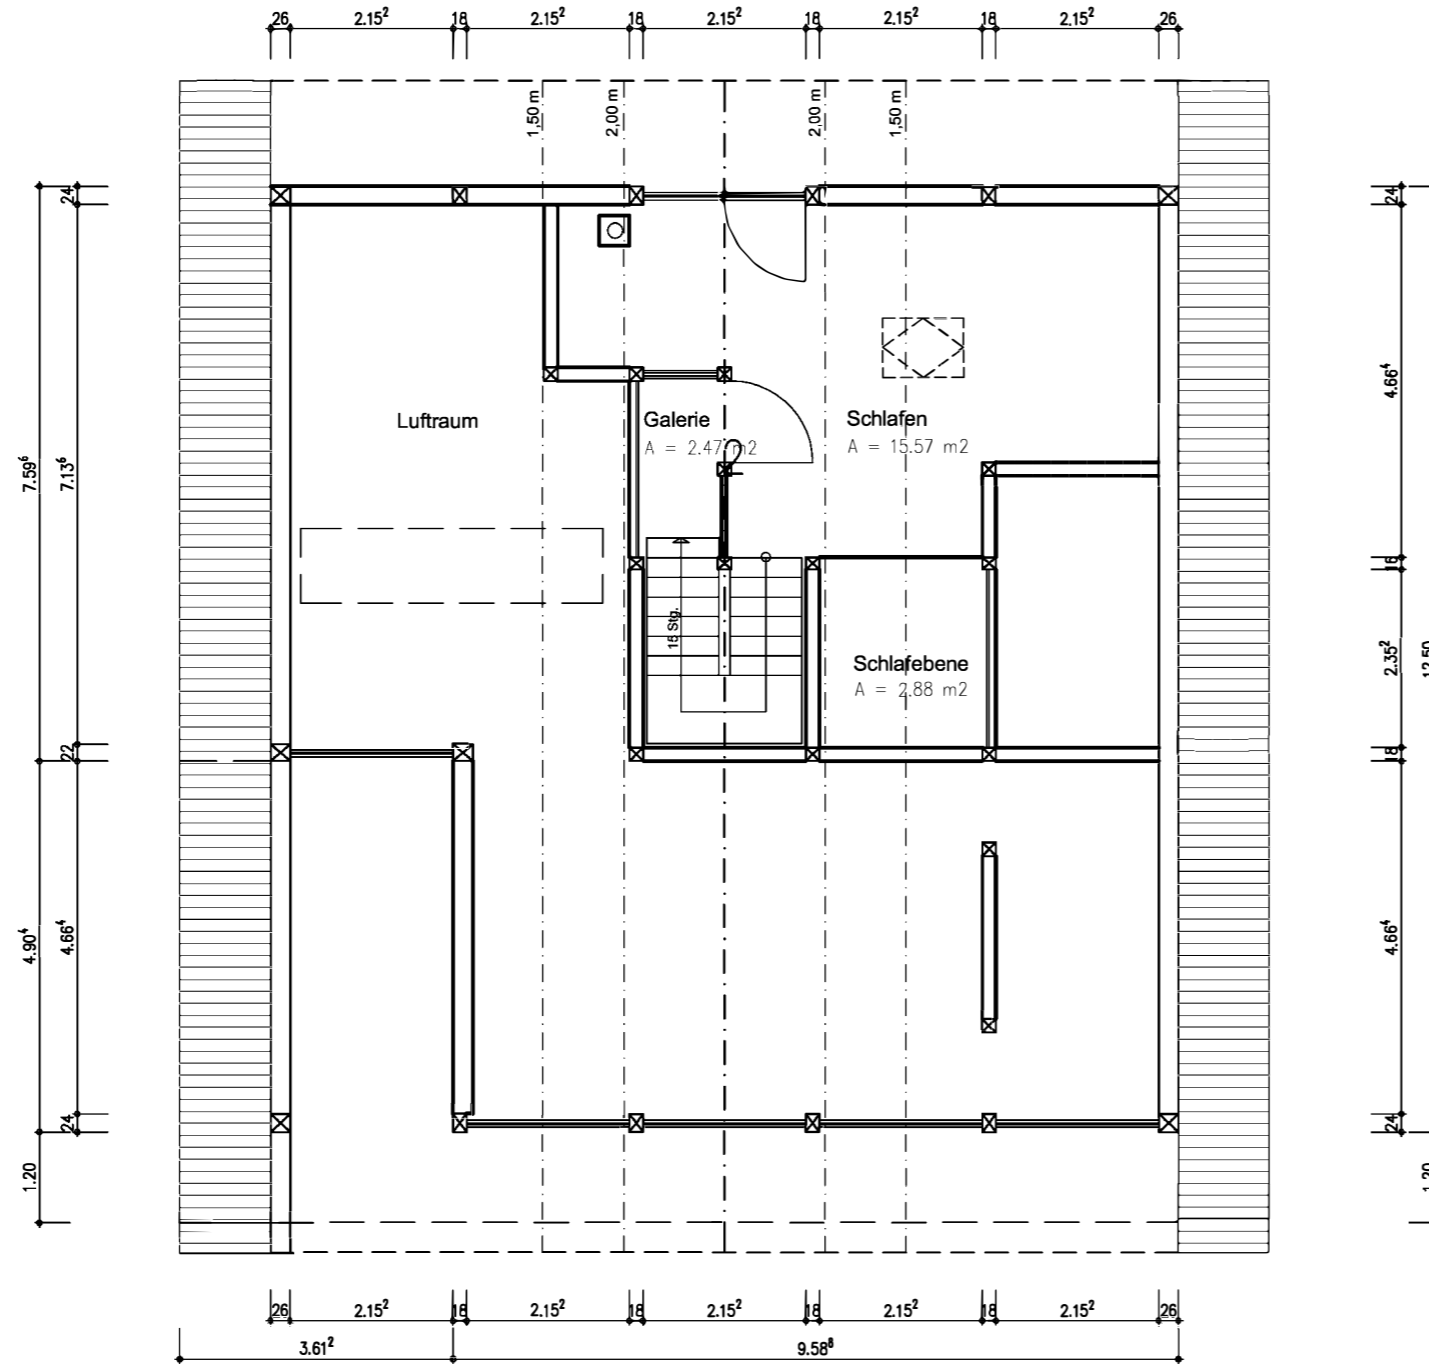 26 2.15² 18 2.15² 18 2.15² 18 2.15² 18 2.15² 26
1,50 m 2,00 m 2,00 m 1,50 m
24 24
7.59⁶ 7.13⁶ 4.66⁴
Luftraum
Galerie
A = 2.47 m2
Schlafen
A = 15.57 m2
16
15 Stg.
Schlafebene
A = 2.88 m2
2.35² 12.50
22 18
4.90⁴ 4.66⁴ 4.66⁴
24 24
1.20 1.20
26 2.15² 18 2.15² 18 2.15² 18 2.15² 18 2.15² 26
3.61² 9.58⁸